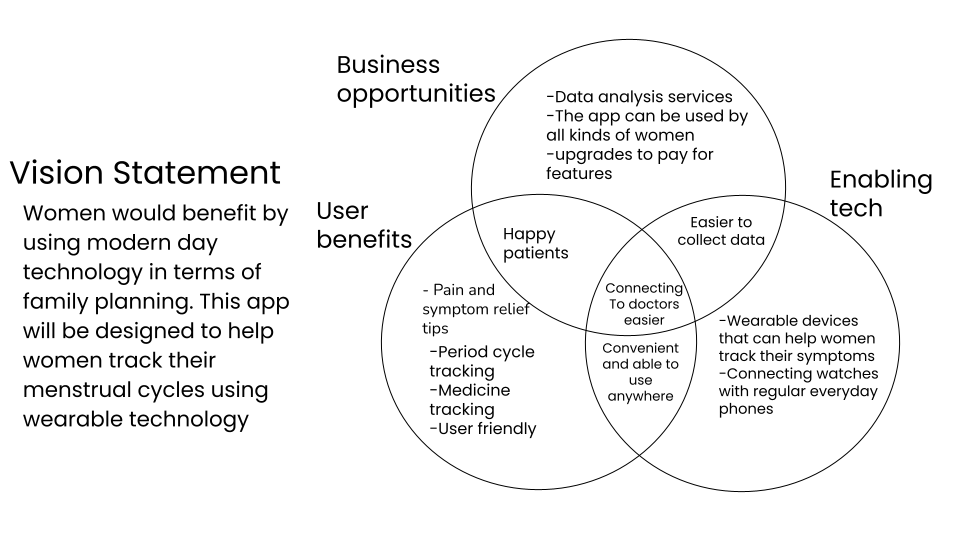 Vision Statement
Women would benefit by
using modern day
technology in terms of
family planning. This app
will be designed to help
women track their
menstrual cycles using
wearable technology
Business
opportunities
-Data analysis services
-The app can be used by
all kinds of women
-upgrades to pay for
features
User
benefits
Enabling
tech
Happy
patients
Easier to
collect data
Connecting
To doctors
easier
- Pain and
symptom relief
tips
-Period cycle
tracking
-Medicine
tracking
-User friendly
Convenient
and able to
use
anywhere
-Wearable devices
that can help women
track their symptoms
-Connecting watches
with regular everyday
phones